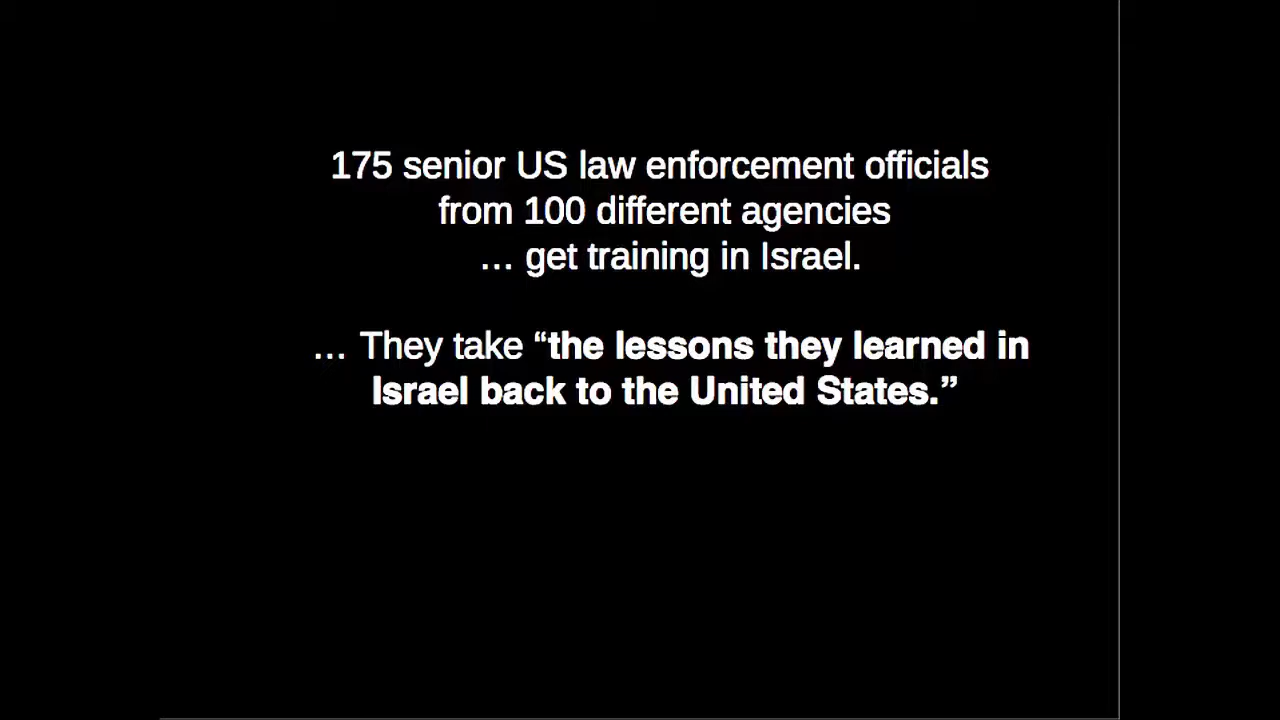 175 senior US law enforcement officials
from 100 different agencies
… get training in Israel.
… They take “the lessons they learned in
Israel back to the United States.”